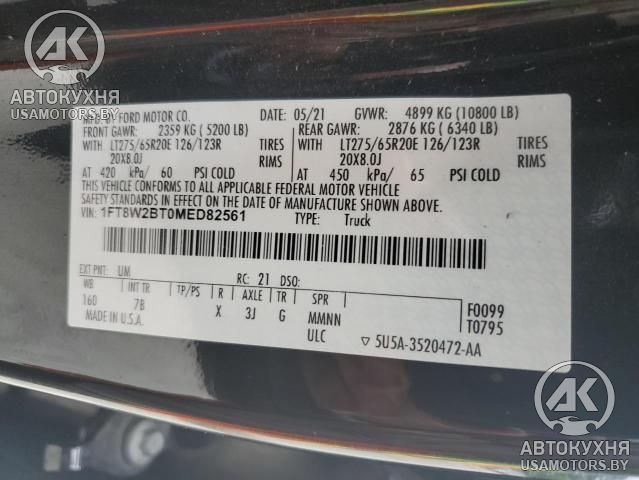 AK
АВТОКУХНЯ
USAMOTORS.BY
MFD. BY FORD MOTOR CO. DATE: 05/21 GVWR: 4899 KG (10800 LB)
FRONT GAWR: 2359 KG (5200 LB) REAR GAWR: 2876 KG (6340 LB)
WITH LT275/65R20E 126/123R TIRES WITH LT275/65R20E 126/123R TIRES
20X8.0J RIMS 20X8.0J RIMS
AT 420 kPa/ 60 PSI COLD AT 450 kPa/ 65 PSI COLD
THIS VEHICLE CONFORMS TO ALL APPLICABLE FEDERAL MOTOR VEHICLE
SAFETY STANDARDS IN EFFECT ON THE DATE OF MANUFACTURE SHOWN ABOVE.
VIN: 1FT8W2BT0MED82561 TYPE: Truck
EXT PNT: UM RC: 21 DSO:
WB INT TR TP/PS R AXLE TR SPR
160 7B X 3J G MMNN F0099
MADE IN U.S.A. ULC T0795
▽ 5U5A-3520472-AA
AK
АВТОКУХНЯ
USAMOTORS.BY